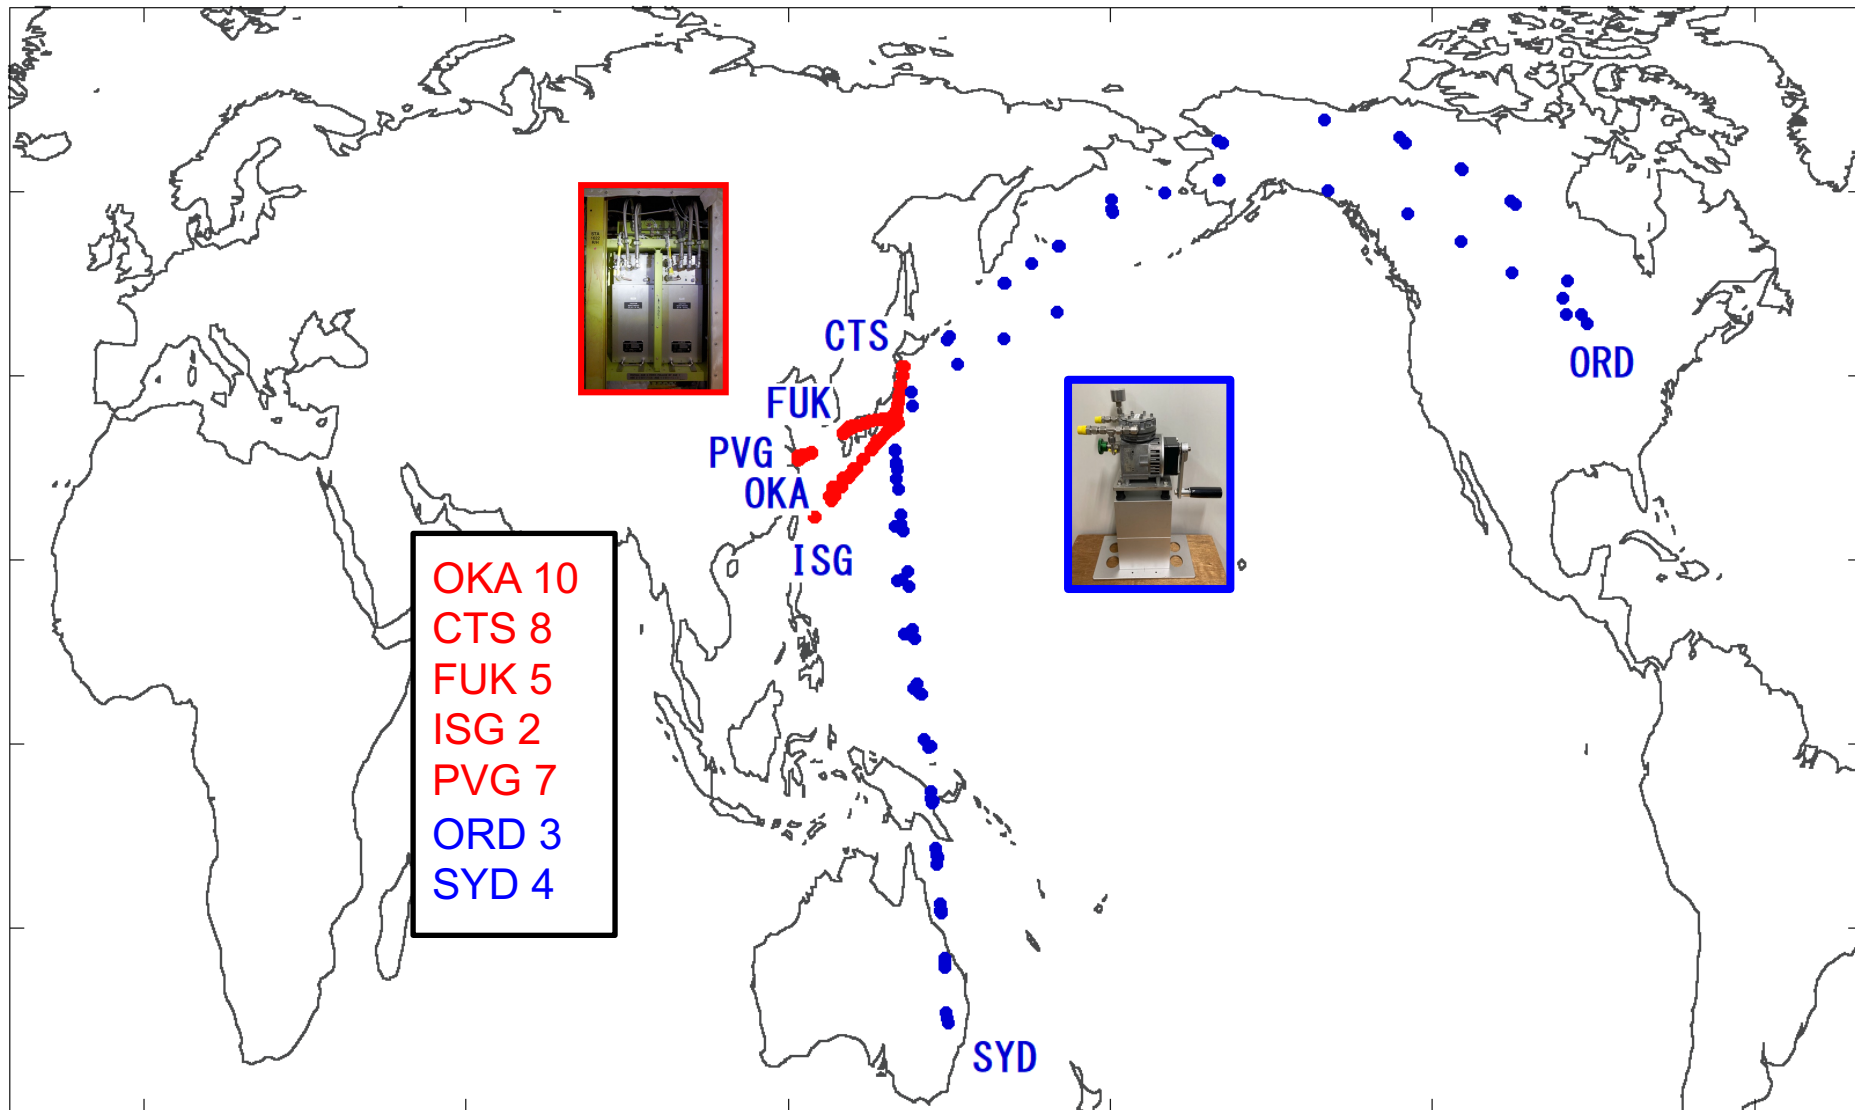 CTS
FUK
PVG
OKA
ISG
ORD
SYD
OKA 10
CTS 8
FUK 5
ISG 2
PVG 7
ORD 3
SYD 4